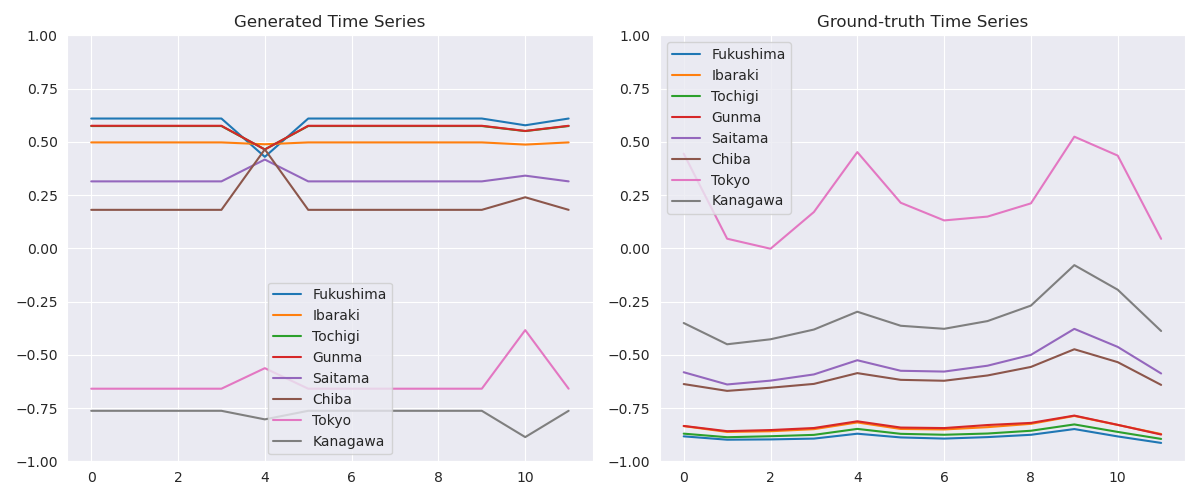 Generated Time Series
1.00
0.75
0.50
0.25
0.00
−0.25
−0.50
−0.75
−1.00
0 2 4 6 8 10
Fukushima
Ibaraki
Tochigi
Gunma
Saitama
Chiba
Tokyo
Kanagawa
Ground-truth Time Series
1.00
0.75
0.50
0.25
0.00
−0.25
−0.50
−0.75
−1.00
0 2 4 6 8 10
Fukushima
Ibaraki
Tochigi
Gunma
Saitama
Chiba
Tokyo
Kanagawa